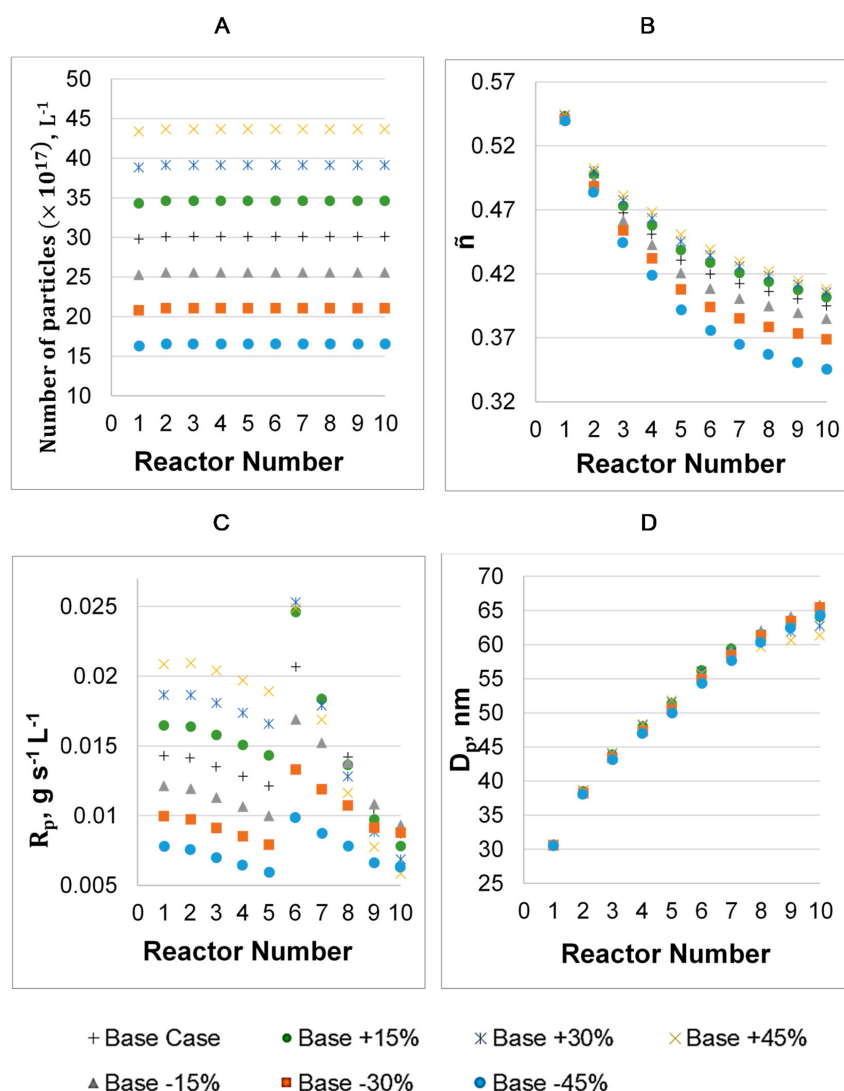 A
B
Number of particles (× 10¹⁷), L⁻¹
50
45
40
35
30
25
20
15
10
0 1 2 3 4 5 6 7 8 9 10
Reactor Number
ñ
0.57
0.52
0.47
0.42
0.37
0.32
0 1 2 3 4 5 6 7 8 9 10
Reactor Number
C
D
Rₚ, g s⁻¹ L⁻¹
0.025
0.02
0.015
0.01
0.005
0 1 2 3 4 5 6 7 8 9 10
Reactor Number
Dₚ, nm
70
65
60
55
50
45
40
35
30
25
0 1 2 3 4 5 6 7 8 9 10
Reactor Number
Base Case Base +15% Base +30% Base +45%
Base -15% Base -30% Base -45%